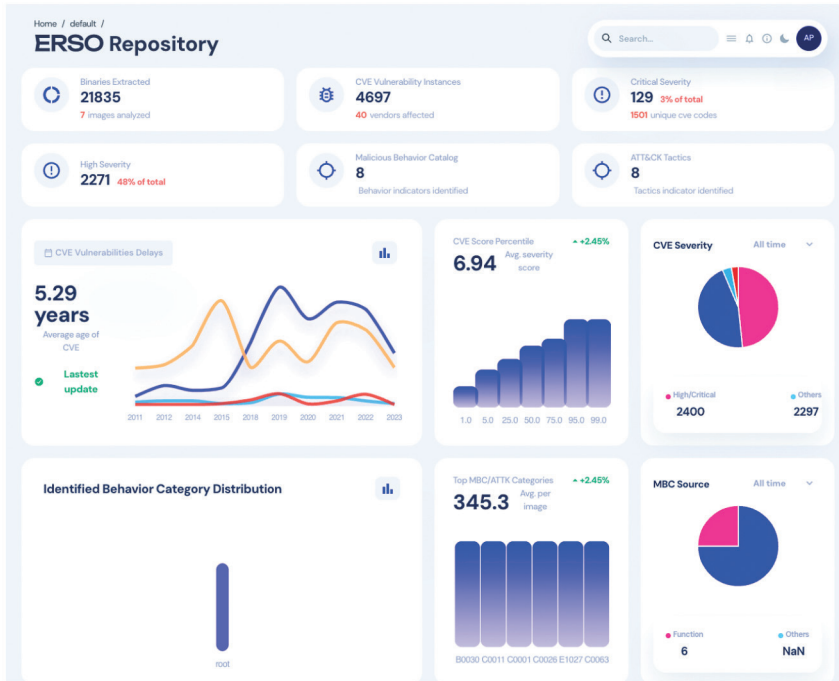 Home / default /
ERSO Repository
Search...
AP
Binaries Extracted
21835
7 images analyzed
CVE Vulnerability Instances
4697
40 vendors affected
Critical Severity
129 3% of total
1501 unique cve codes
High Severity
2271 48% of total
Malicious Behavior Catalog
8
Behavior indicators identified
ATT&CK Tactics
8
Tactics indicator identified
CVE Vulnerabilities Delays
5.29
years
Average age of
CVE
Lastest
update
2011 2012 2014 2015 2018 2019 2020 2021 2022 2023
CVE Score Percentile
+2.45%
6.94
Avg. severity
score
1.0 5.0 25.0 50.0 75.0 95.0 99.0
CVE Severity
All time
High/Critical
2400
Others
2297
Identified Behavior Category Distribution
root
Top MBC/ATTK Categories
+2.45%
345.3
Avg. per
image
B0030 C0011 C0001 C0026 E1027 C0063
MBC Source
All time
Function
6
Others
NaN